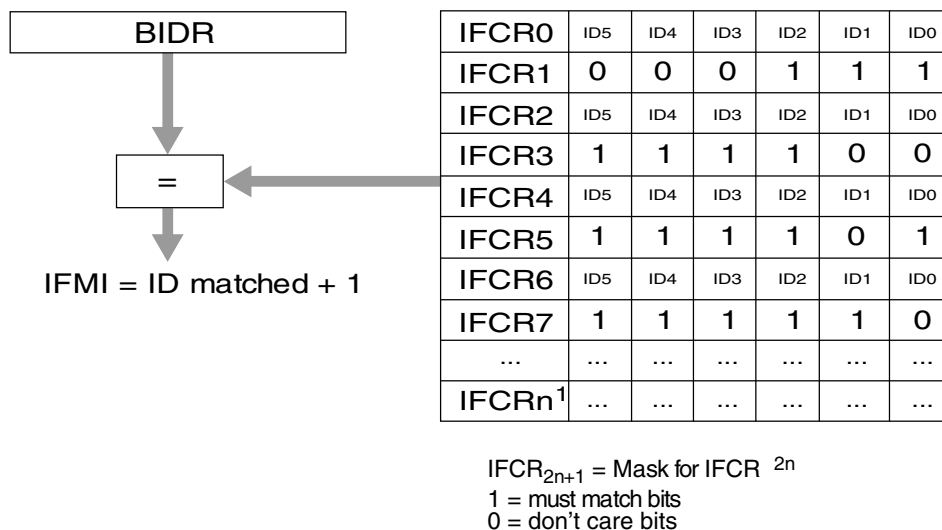 BIDR
=
IFMI = ID matched + 1
IFCR0 ID5 ID4 ID3 ID2 ID1 ID0
IFCR1 0 0 0 1 1 1
IFCR2 ID5 ID4 ID3 ID2 ID1 ID0
IFCR3 1 1 1 1 0 0
IFCR4 ID5 ID4 ID3 ID2 ID1 ID0
IFCR5 1 1 1 1 0 1
IFCR6 ID5 ID4 ID3 ID2 ID1 ID0
IFCR7 1 1 1 1 1 0
... ... ... ... ... ... ...
IFCRn¹ ... ... ... ... ... ...
IFCR₂ₙ₊₁ = Mask for IFCR ²ⁿ
1 = must match bits
0 = don't care bits